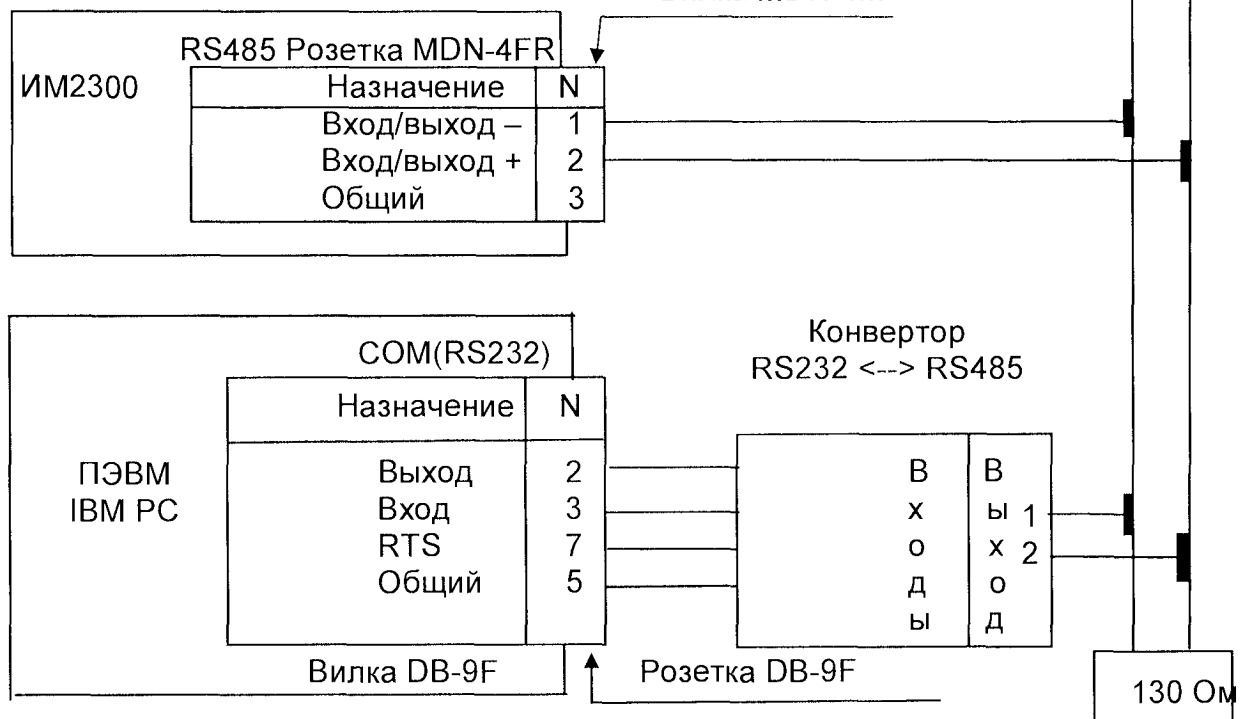 RS485 Розетка MDN-4FR
ИМ2300
Назначение N
Вход/выход – 1
Вход/выход + 2
Общий 3
COM(RS232)
Назначение N
ПЭВМ
IBM PC
Выход 2
Вход 3
RTS 7
Общий 5
Вилка DB-9F
Розетка DB-9F
Конвертор
RS232 <--> RS485
Входы
Выход
1
2
130 Ом